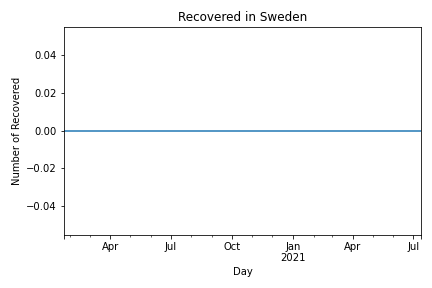 Recovered in Sweden
0.04
0.02
0.00
−0.02
−0.04
Number of Recovered
Apr Jul Oct Jan Apr Jul
2021
Day